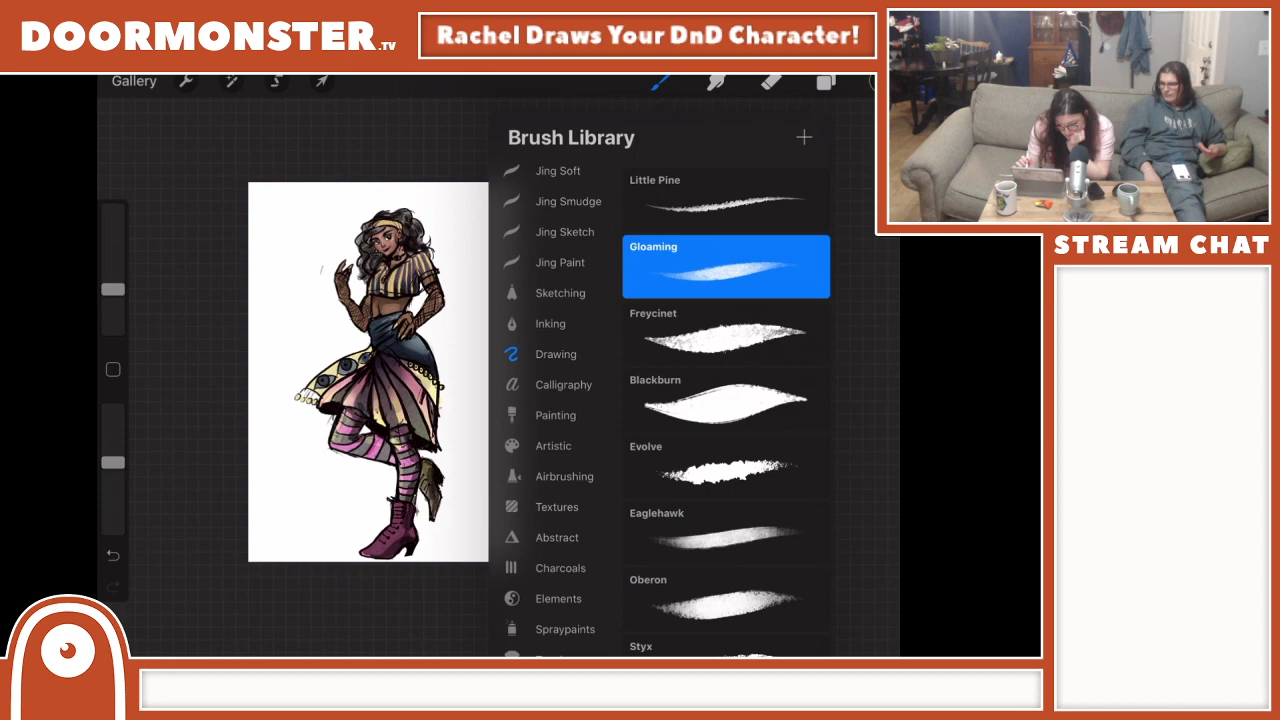 DOORMONSTER.TV
Rachel Draws Your DnD Character!
Gallery
Brush Library
Jing Soft
Jing Smudge
Jing Sketch
Jing Paint
Sketching
Inking
Drawing
Calligraphy
Painting
Artistic
Airbrushing
Textures
Abstract
Charcoals
Elements
Spraypaints
Little Pine
Gloaming
Freycinet
Blackburn
Evolve
Eaglehawk
Oberon
Styx
STREAM CHAT